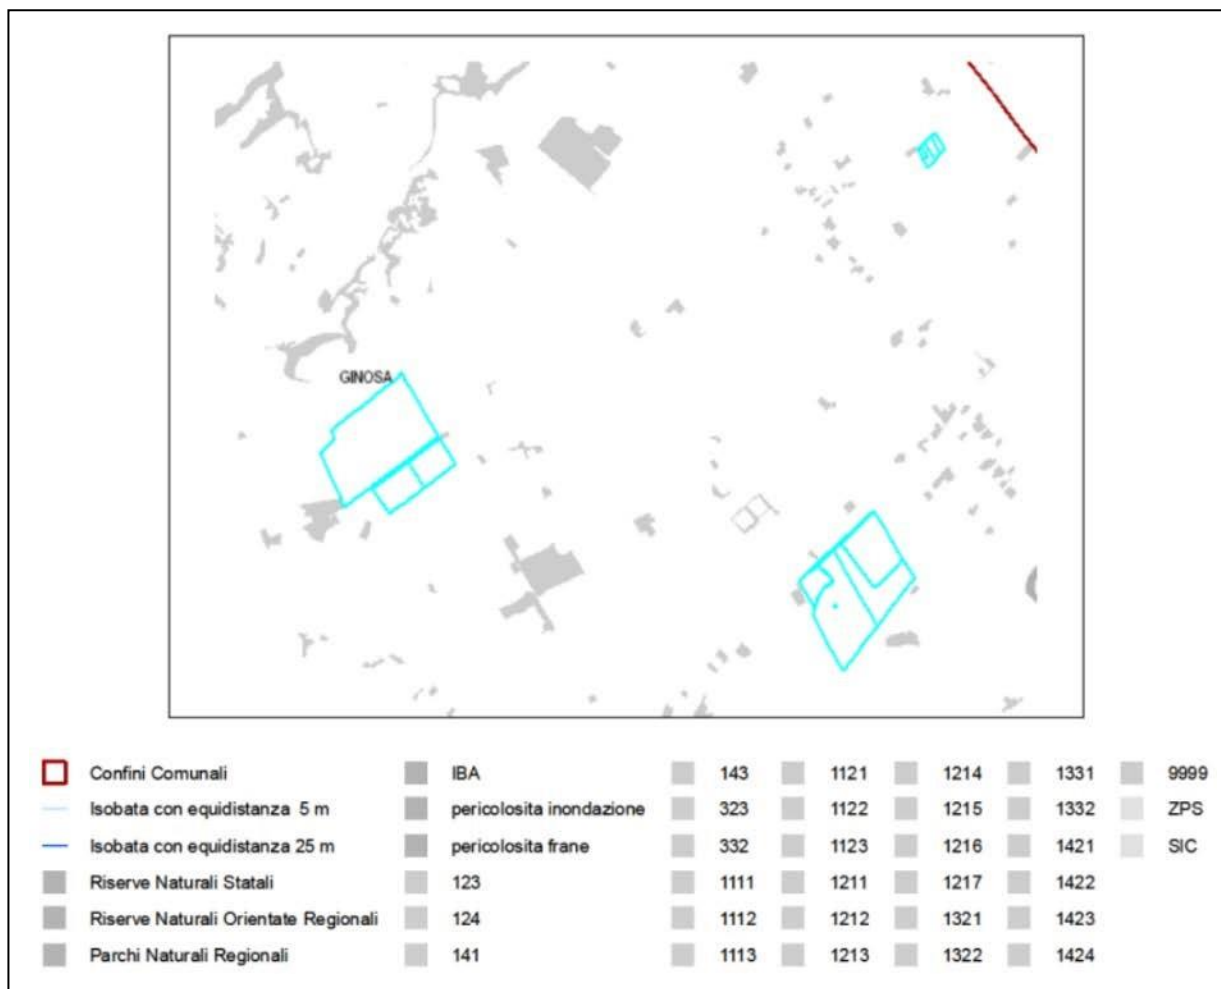 GINOSA
Confini Comunali
Isobata con equidistanza 5 m
Isobata con equidistanza 25 m
Riserve Naturali Statali
Riserve Naturali Orientate Regionali
Parchi Naturali Regionali
IBA
pericolosita inondazione
pericolosita frane
123
124
141
143
323
332
1111
1112
1113
1121
1122
1123
1211
1212
1213
1214
1215
1216
1217
1321
1322
1331
1332
1421
1422
1423
1424
9999
ZPS
SIC